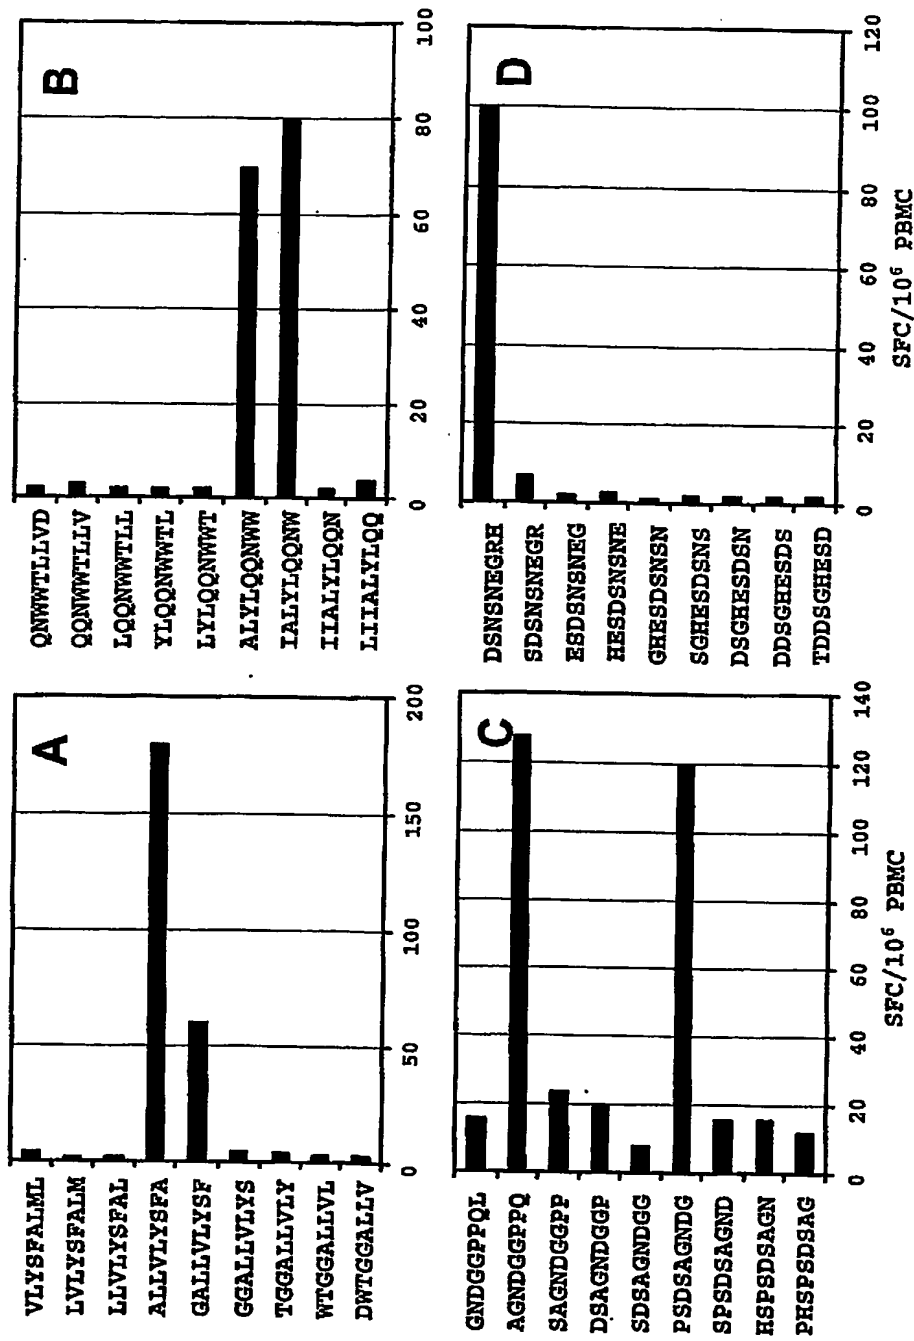 A
VLYSFALML
LVLYSFALM
LLVLYSFAL
ALLVLYSFA
GALLVLYSF
GGALLVLYS
TGGALLVLY
WTGGALLVL
DWTGGALLV
0
50
100
150
200
B
QNWWTLLVD
QQNWWTLLV
LQQNWWTLL
YLQQNWWTL
LYLQQNWWT
ALYLQQNWW
IALYLQQNW
IIALYLQQN
LIIALYLQQ
0
20
40
60
80
100
C
GNDGGPPQL
AGNDGGPPQ
SAGNDGGPP
DSAGNDGGP
SDSAGNDGG
PSDSAGNDG
SPSDSAGND
HSPSDSAGN
PHSPSDSAG
0
20
40
60
80
100
120
140
SFC/10⁶ PBMC
D
DSNSNEGRH
SDSNSNEGR
ESDSNSNEG
HESDSNSNE
GHESDSNSN
SGHESDSNS
DSGHESDSN
DDSGHESDS
TDDSGHESD
0
20
40
60
80
100
120
SFC/10⁶ PBMC